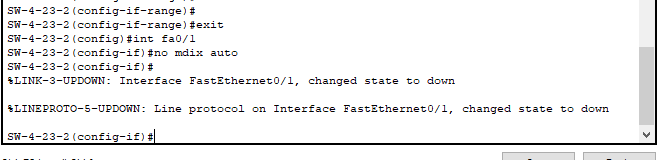 SW-4-23-2(config-if-range)#
SW-4-23-2(config-if-range)#exit
SW-4-23-2(config)#int fa0/1
SW-4-23-2(config-if)#no mdix auto
SW-4-23-2(config-if)#
%LINK-3-UPDOWN: Interface FastEthernet0/1, changed state to down
%LINEPROTO-5-UPDOWN: Line protocol on Interface FastEthernet0/1, changed state to down
SW-4-23-2(config-if)#